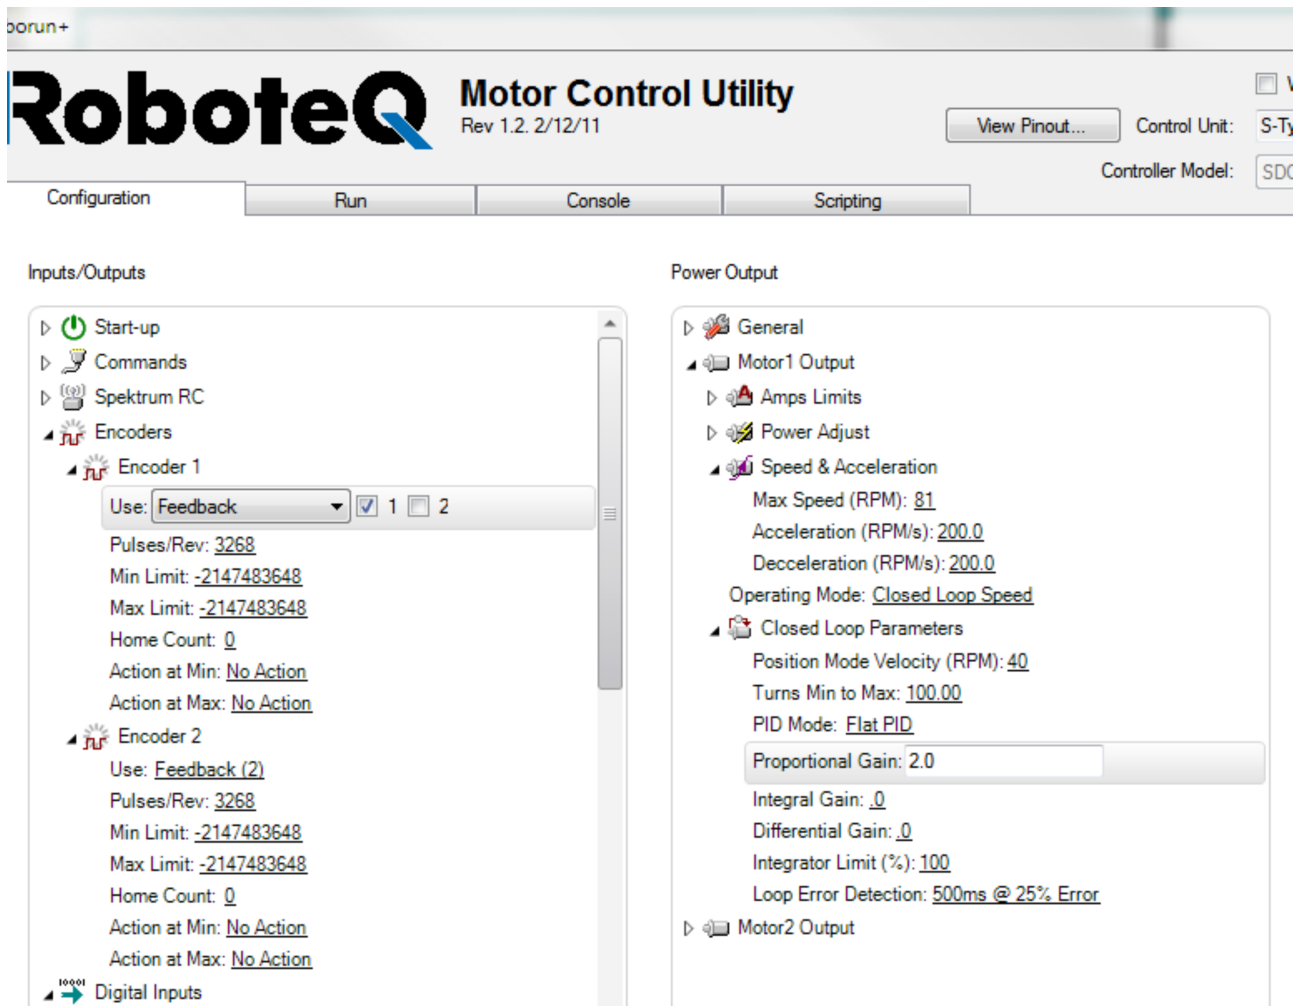 RoboteQ
Motor Control Utility
Rev 1.2. 2/12/11
View Pinout...
Control Unit:
Controller Model:
Configuration
Run
Console
Scripting
Inputs/Outputs
Start-up
Commands
Spektrum RC
Encoders
Encoder 1
Use: Feedback 1 2
Pulses/Rev: 3268
Min Limit: -2147483648
Max Limit: -2147483648
Home Count: 0
Action at Min: No Action
Action at Max: No Action
Encoder 2
Use: Feedback (2)
Pulses/Rev: 3268
Min Limit: -2147483648
Max Limit: -2147483648
Home Count: 0
Action at Min: No Action
Action at Max: No Action
Digital Inputs
Power Output
General
Motor1 Output
Amps Limits
Power Adjust
Speed & Acceleration
Max Speed (RPM): 81
Acceleration (RPM/s): 200.0
Decceleration (RPM/s): 200.0
Operating Mode: Closed Loop Speed
Closed Loop Parameters
Position Mode Velocity (RPM): 40
Turns Min to Max: 100.00
PID Mode: Flat PID
Proportional Gain: 2.0
Integral Gain: .0
Differential Gain: .0
Integrator Limit (%): 100
Loop Error Detection: 500ms @ 25% Error
Motor2 Output